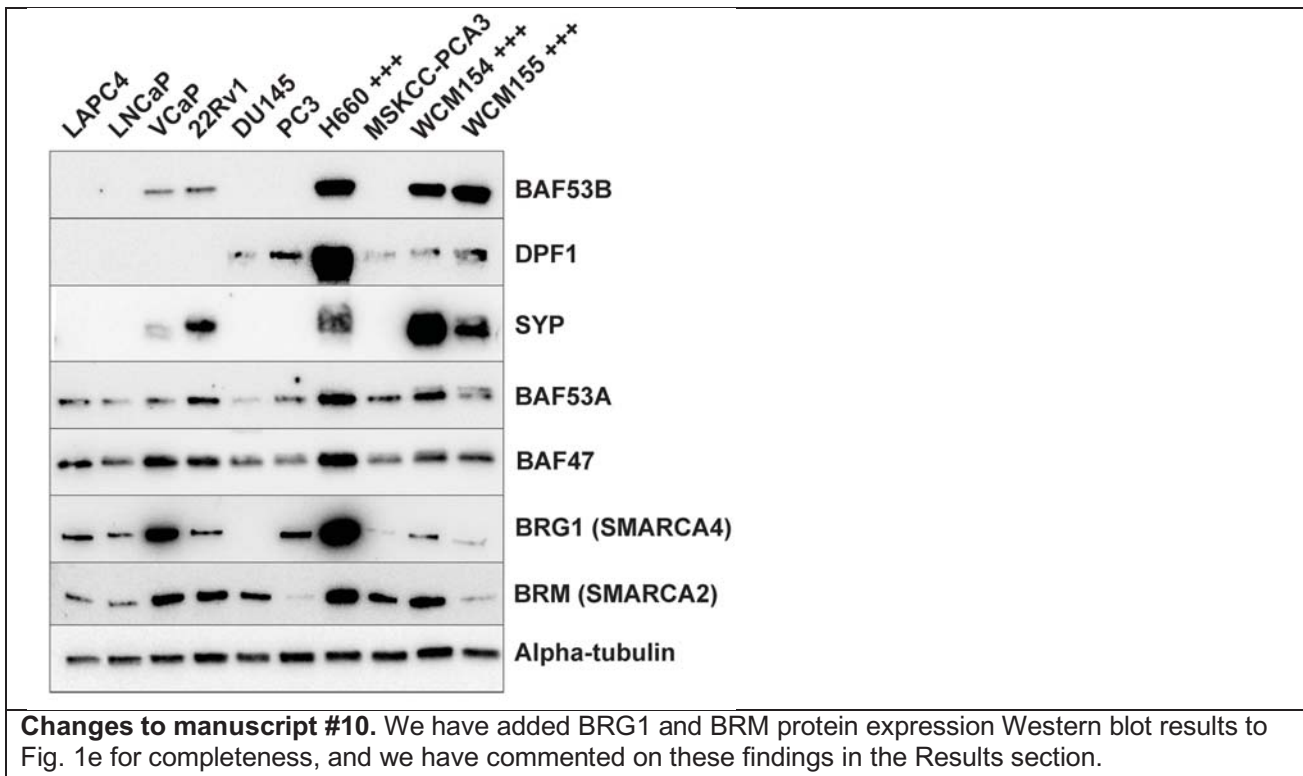 LAPC4
LNCaP
VCaP
22Rv1
DU145
PC3
H660 +++
MSKCC-PCA3
WCM154 +++
WCM155 +++
BAF53B
DPF1
SYP
BAF53A
BAF47
BRG1 (SMARCA4)
BRM (SMARCA2)
Alpha-tubulin
Changes to manuscript #10. We have added BRG1 and BRM protein expression Western blot results to
Fig. 1e for completeness, and we have commented on these findings in the Results section.